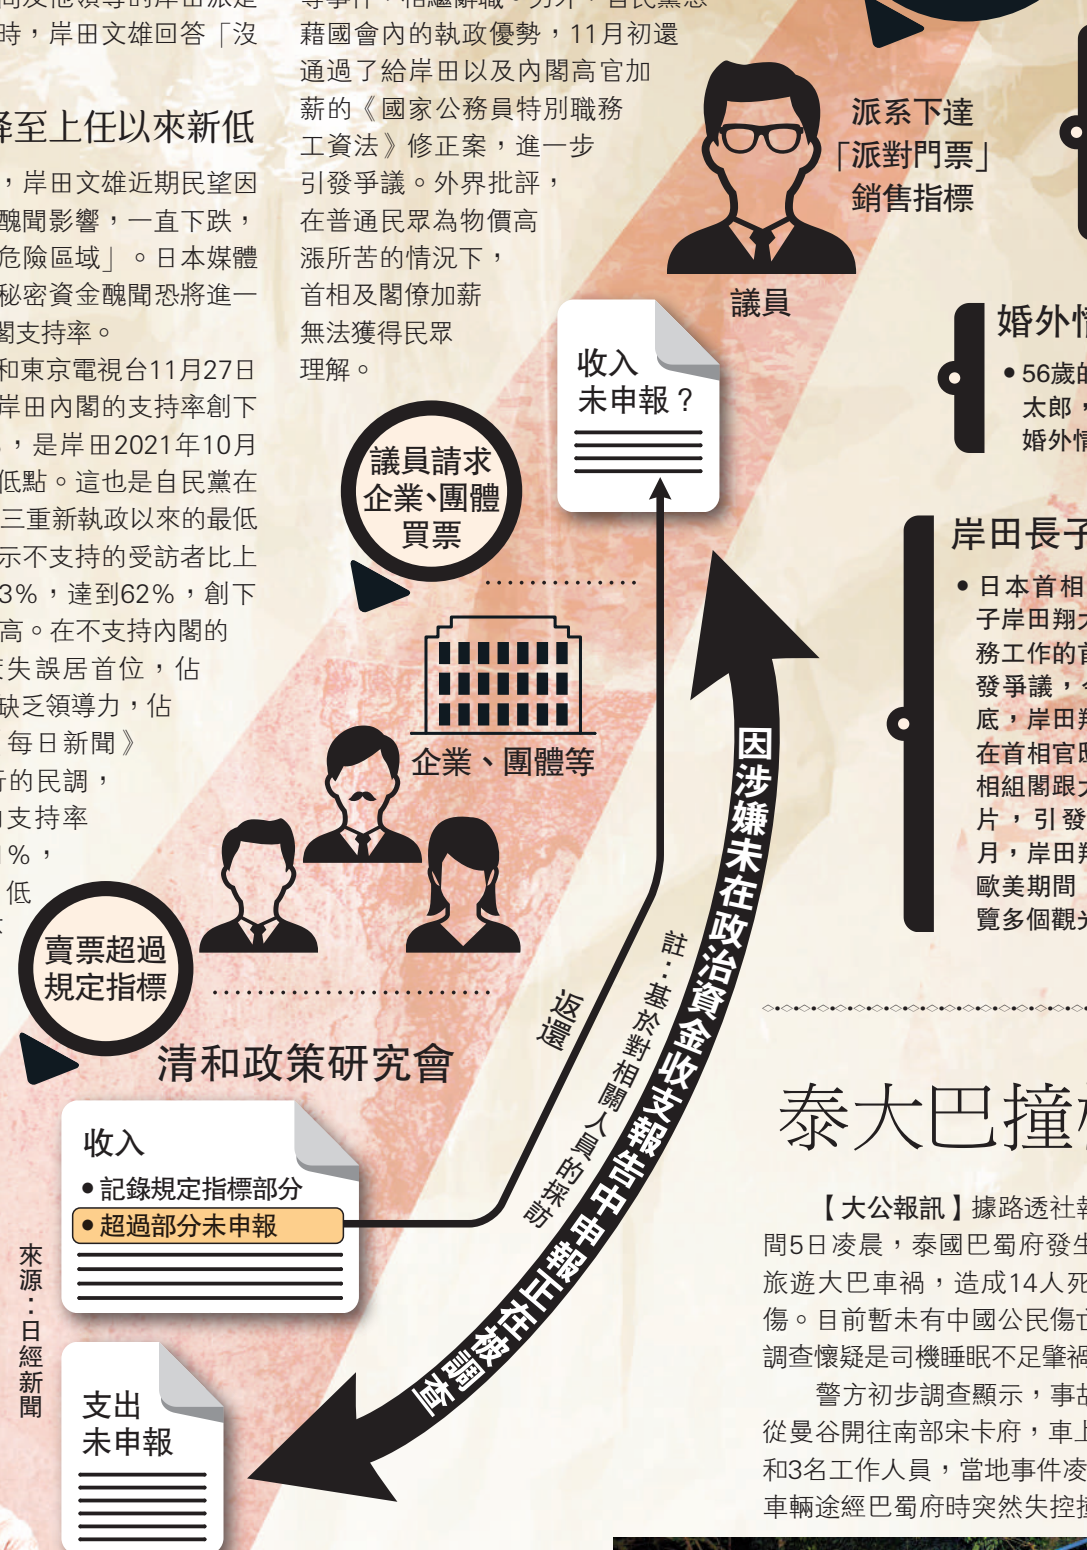 時，岸田文雄回答「沒
降至上任以來新低
，岸田文雄近期民望因
醜聞影響，一直下跌，
危險區域」。日本媒體
秘密資金醜聞恐將進一
閣支持率。
和東京電視台11月27日
岸田內閣的支持率創下
，是岸田2021年10月
低點。這也是自民黨在
三重新執政以來的最低
示不支持的受訪者比上
3%，達到62%，創下
高。在不支持內閣的
失誤居首位，佔
缺乏領導力，佔
每日新聞》
行的民調，
支持率
%，
低
藉國會內的執政優勢，11月初還
通過了給岸田以及內閣高官加
薪的《國家公務員特別職務
工資法》修正案，進一步
引發爭議。外界批評，
在普通民眾為物價高
漲所苦的情況下，
首相及閣僚加薪
無法獲得民眾
理解。
派系下達
「派對門票」
銷售指標
議員
收入
未申報？
議員請求
企業、團體
買票
企業、團體等
賣票超過
規定指標
清和政策研究會
收入
•記錄規定指標部分
•超過部分未申報
支出
未申報
返還
註：基於對相關人員的採訪
因涉嫌未在政治資金收支報告中申報正在被調查
來源：日經新聞
婚外情
•56歲的
太郎，
婚外情
岸田長子
•日本首相
子岸田翔太
務工作的首
發爭議，今
底，岸田翔
在首相官邸
相組閣跟大
片，引發
月，岸田翔
歐美期間
覽多個觀光
泰大巴撞
【大公報訊】據路透社報
間5日凌晨，泰國巴蜀府發生
旅遊大巴車禍，造成14人死
傷。目前暫未有中國公民傷亡
調查懷疑是司機睡眠不足肇禍
警方初步調查顯示，事故
從曼谷開往南部宋卡府，車上
和3名工作人員，當地事件凌
車輛途經巴蜀府時突然失控撞